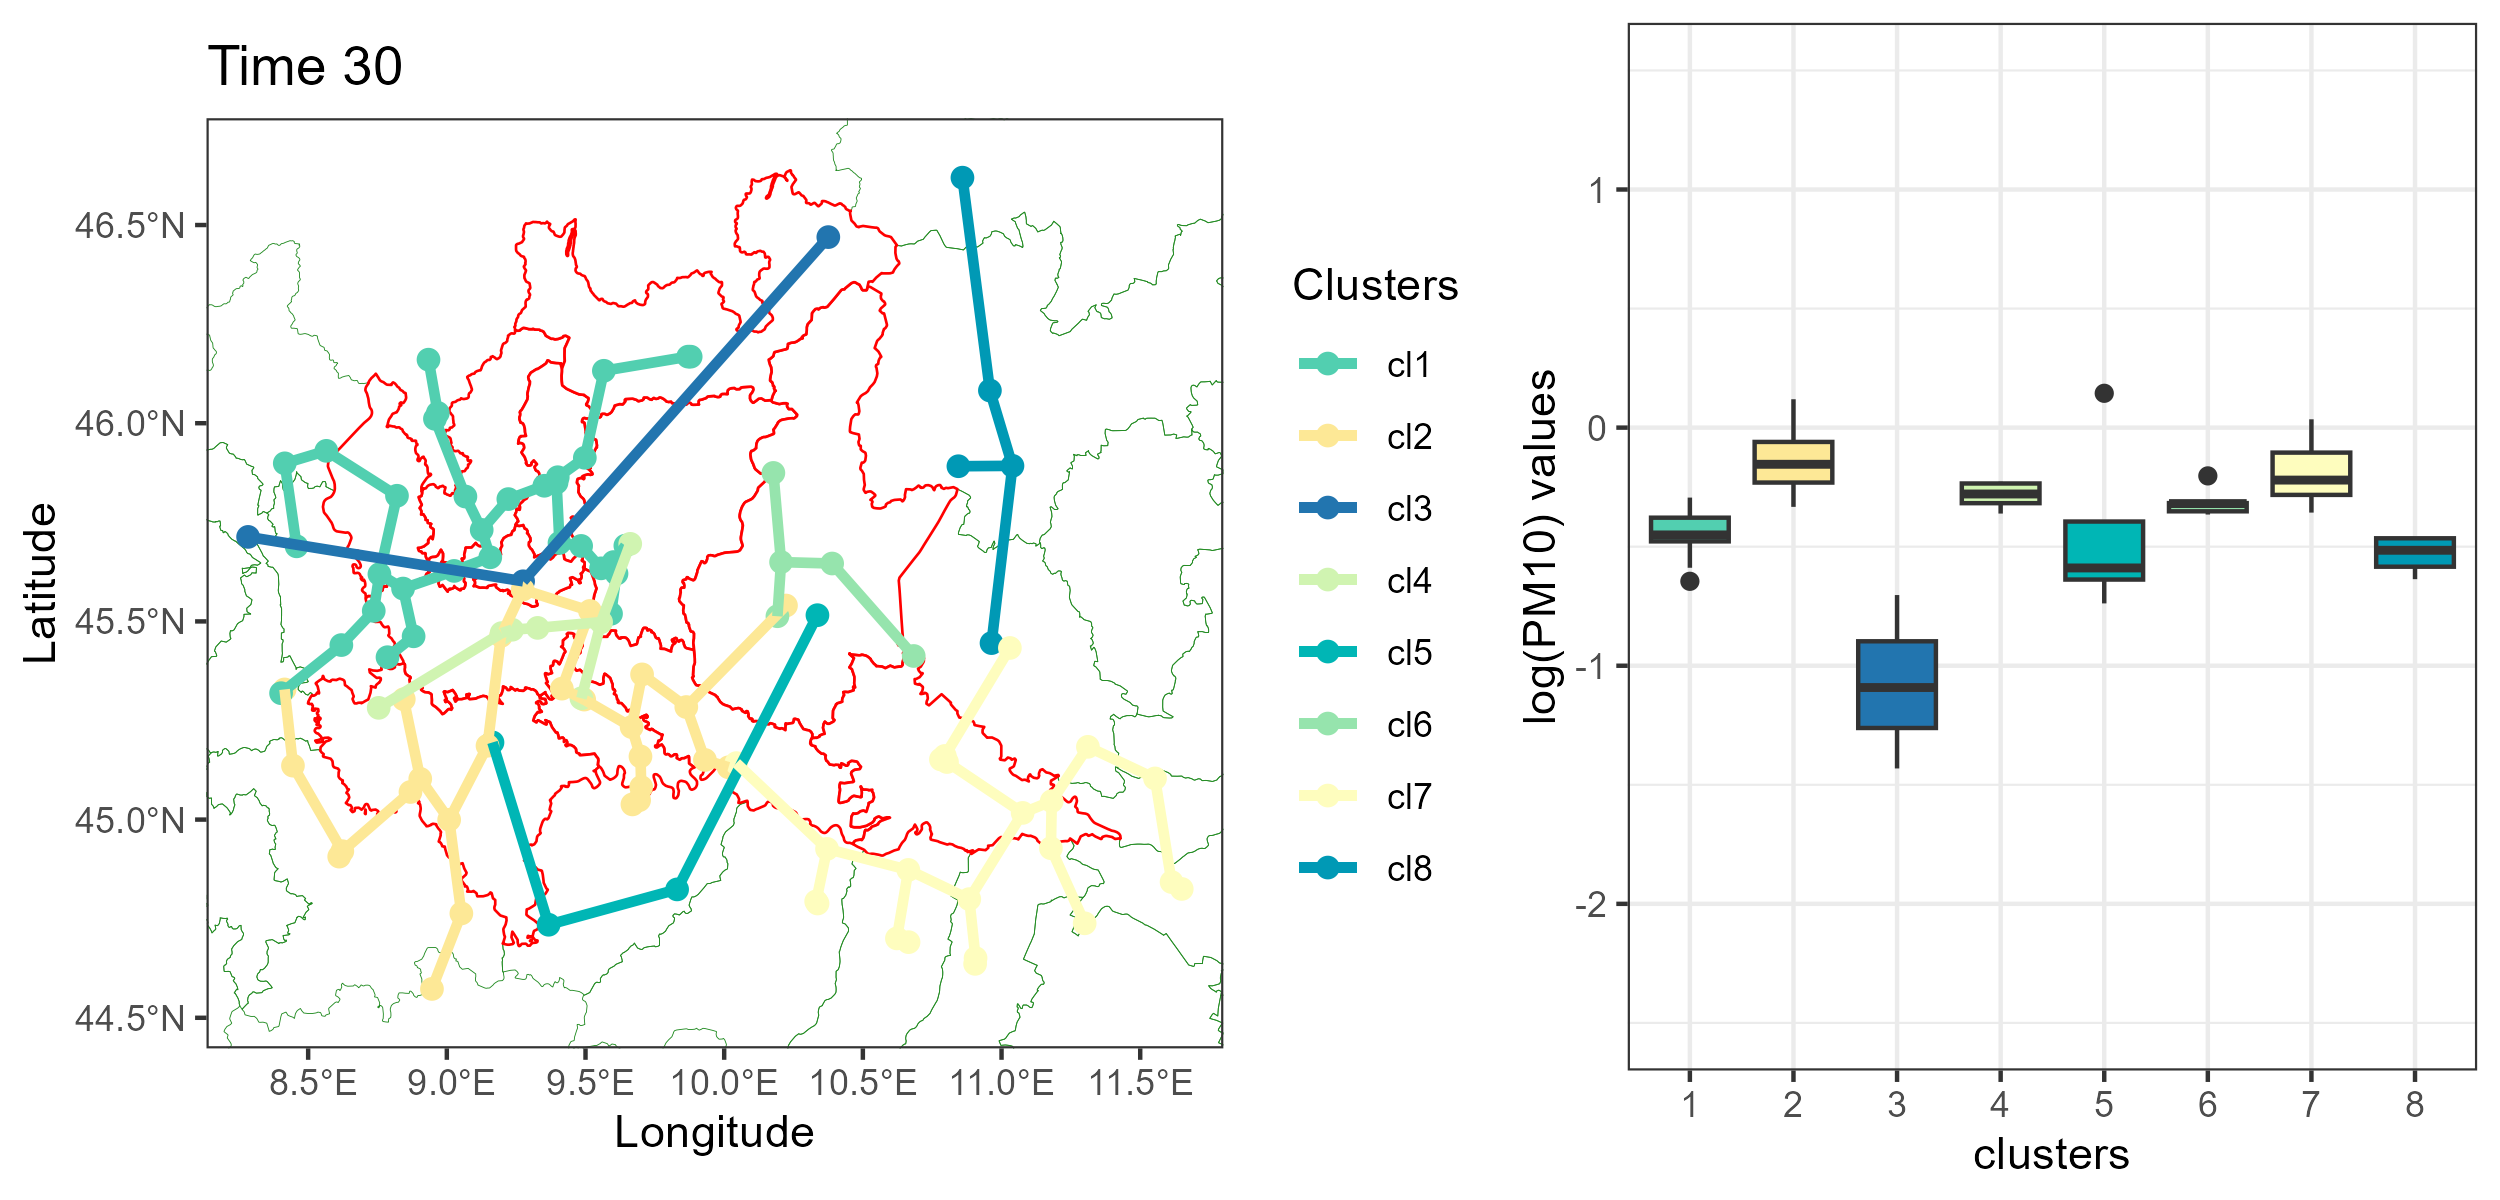 Time 30
46.5°N
46.0°N
45.5°N
45.0°N
44.5°N
Latitude
8.5°E
9.0°E
9.5°E
10.0°E
10.5°E
11.0°E
11.5°E
Longitude
Clusters
cl1
cl2
cl3
cl4
cl5
cl6
cl7
cl8
log(PM10) values
1
0
-1
-2
1
2
3
4
5
6
7
8
clusters